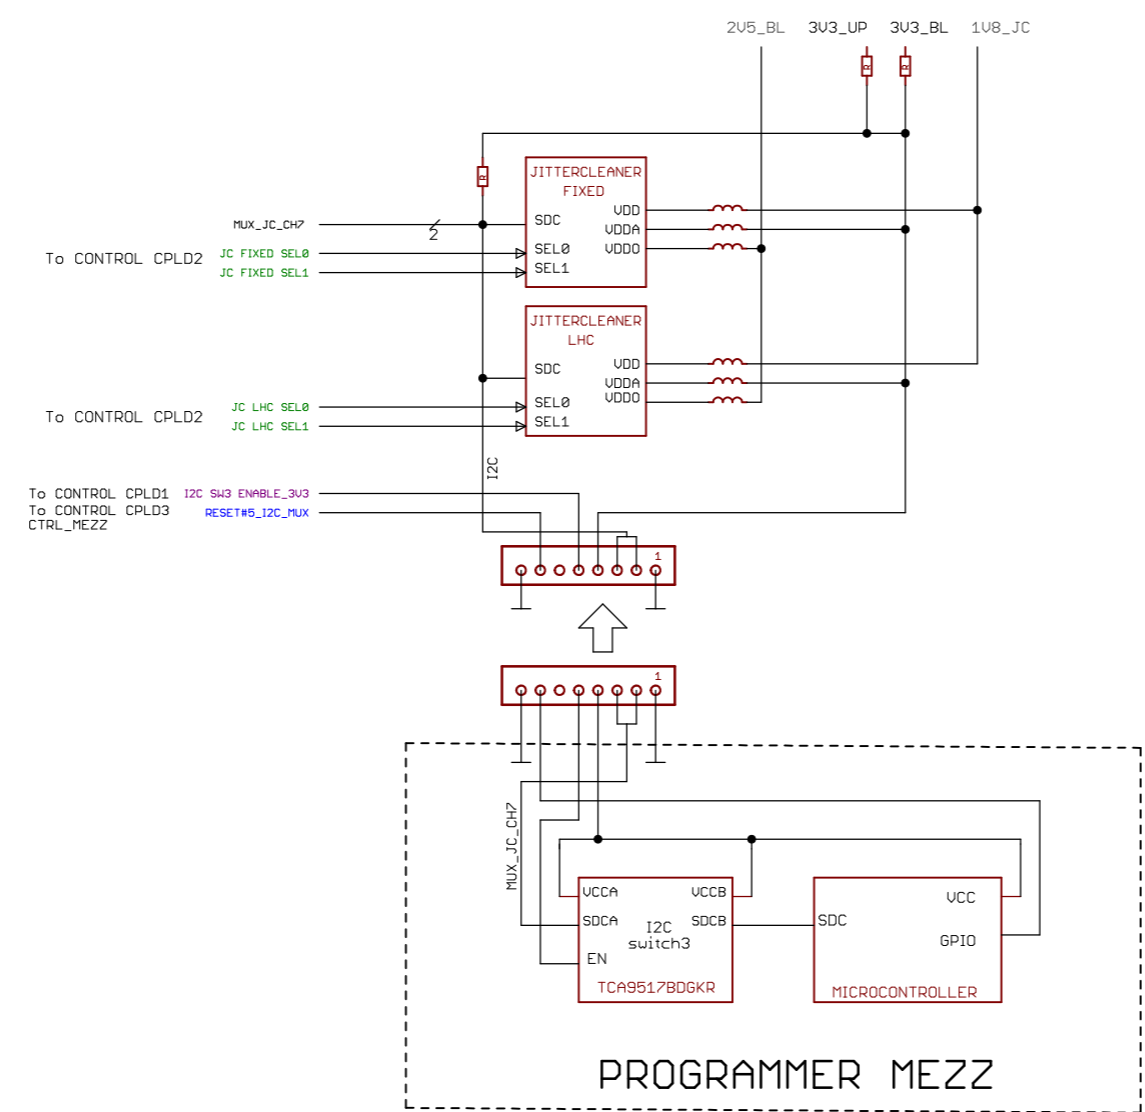 2V5_BL 3V3_UP 3V3_BL 1V8_JC
R R
R
JITTERCLEANER
FIXED
MUX_JC_CH7
2
SDC
SEL0
SEL1
VDD
VDDA
VDDO
To CONTROL CPLD2
JC FIXED SEL0
JC FIXED SEL1
JITTERCLEANER
LHC
SDC
SEL0
SEL1
VDD
VDDA
VDDO
To CONTROL CPLD2
JC LHC SEL0
JC LHC SEL1
I2C
To CONTROL CPLD1 I2C SW3 ENABLE_3V3
To CONTROL CPLD3 RESET#5_I2C_MUX
CTRL_MEZZ
1
1
MUX_JC_CH7
VCCA
VCCB
SDCA
SDCB
I2C
switch3
EN
TCA9517BDGKR
VCC
SDC
GPIO
MICROCONTROLLER
PROGRAMMER MEZZ